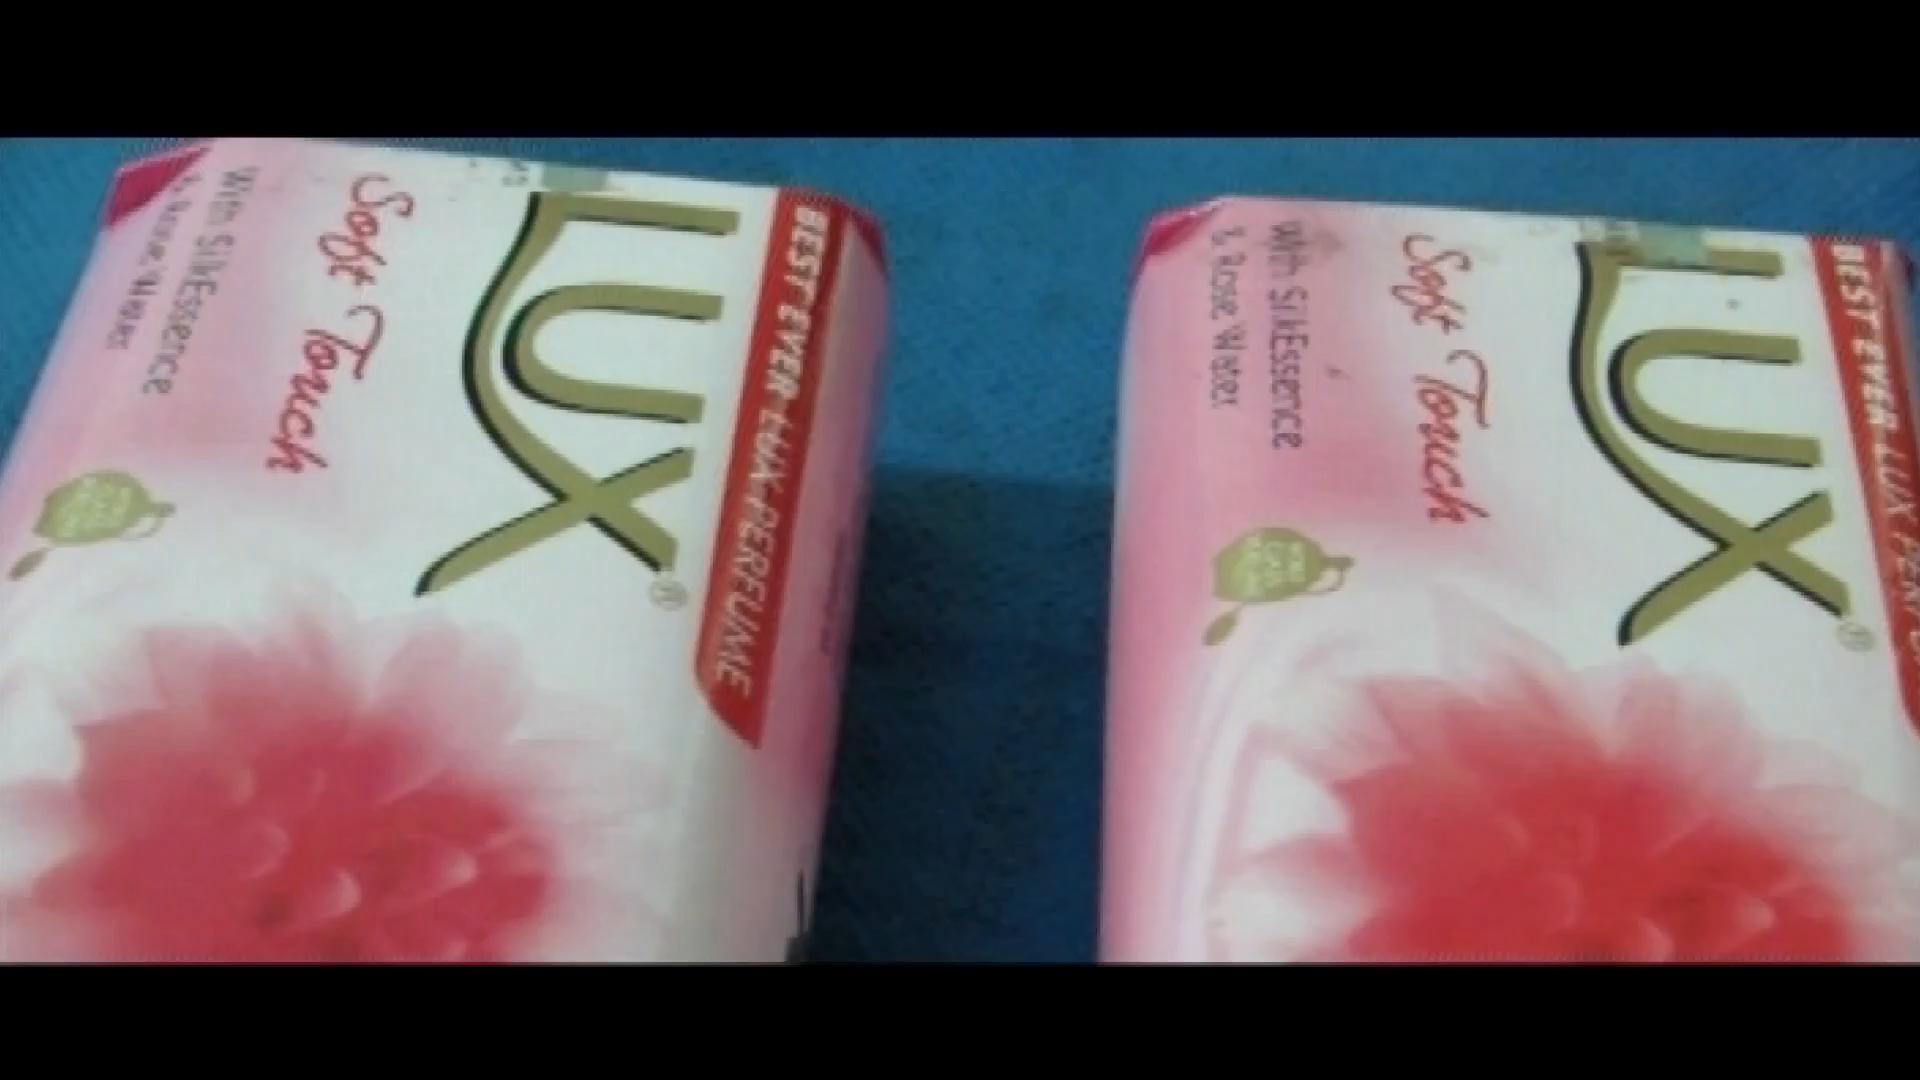 BEST EVER LUX PERFUME
LUX®
Soft Touch
With SilkEssence
& Rose Water
BEST EVER LUX PERFU
LUX®
Soft Touch
With SilkEssence
& Rose Water